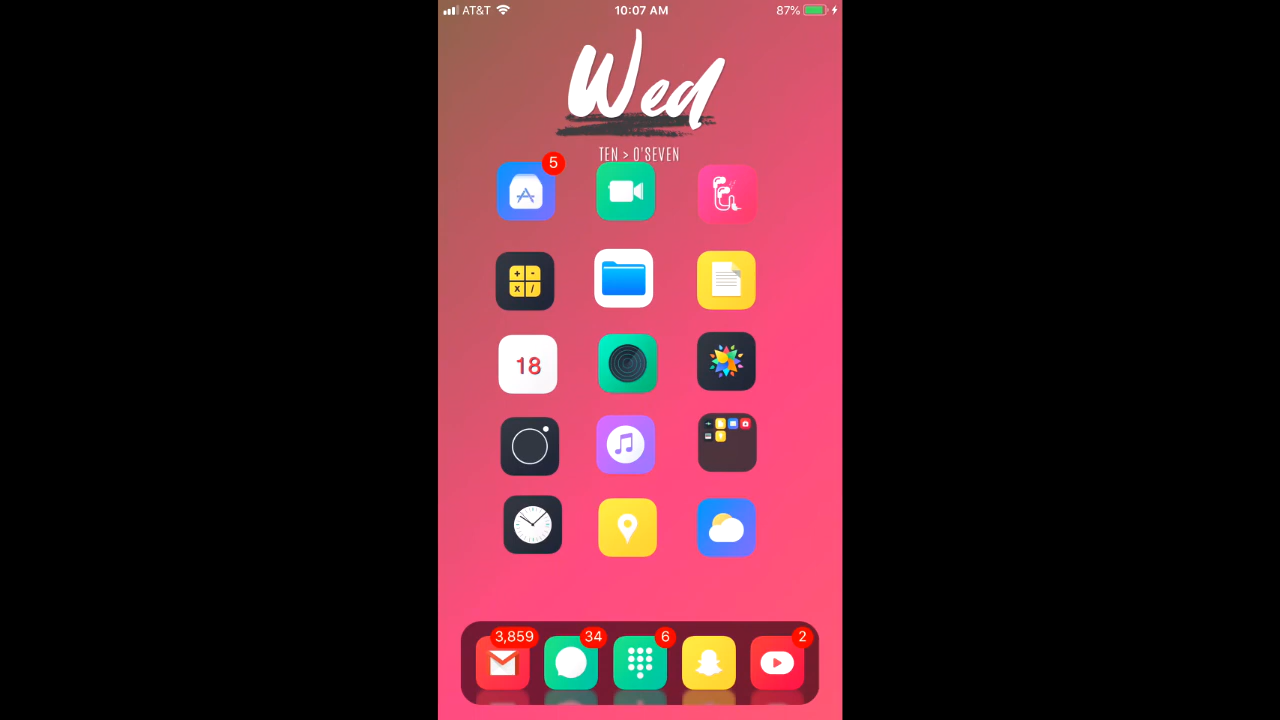 AT&T 10:07 AM 87%
Wed
TEN > O'SEVEN
5
+ -
x /
18
3,859 34 6 2